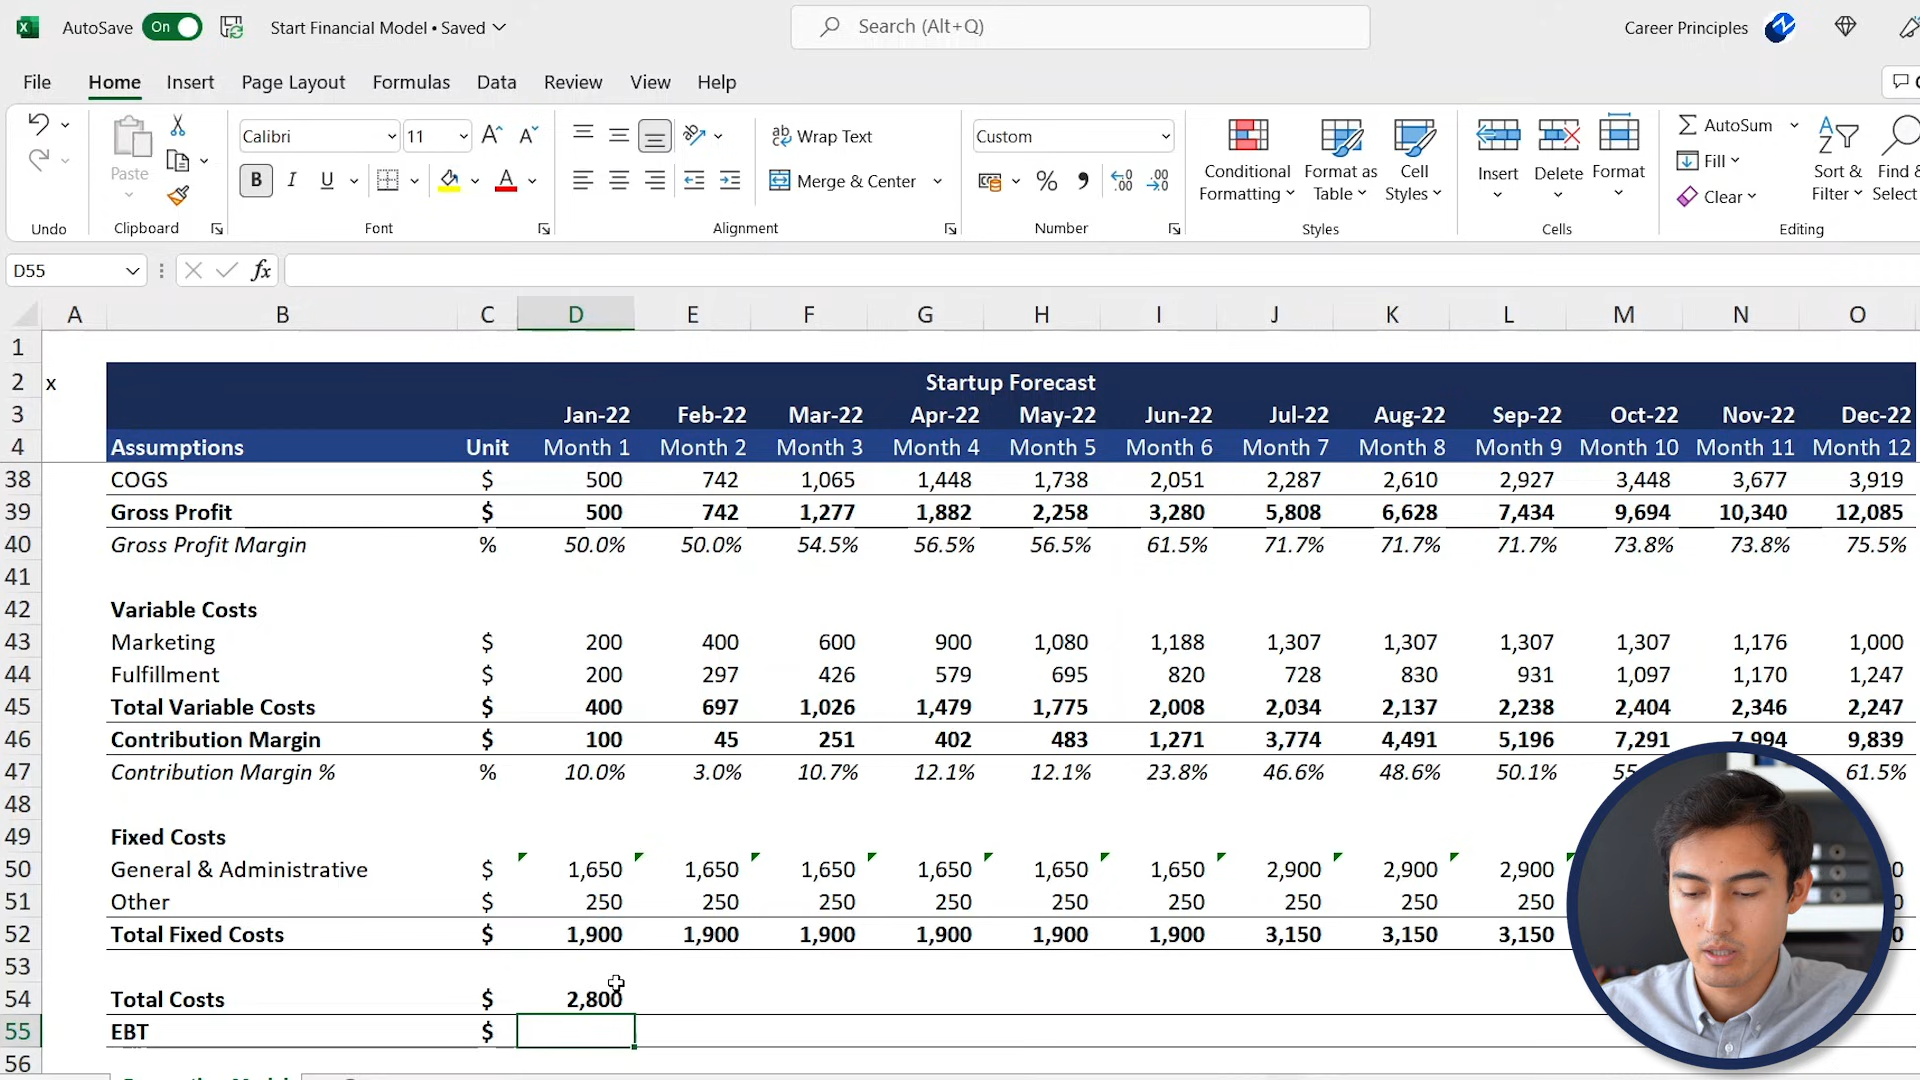 AutoSave On Start Financial Model • Saved Search (Alt+Q) Career Principles
File Home Insert Page Layout Formulas Data Review View Help
Calibri 11 Wrap Text Custom AutoSum
Paste B I U Merge & Center Conditional Formatting Format as Table Cell Styles Insert Delete Format Fill Clear Sort & Filter Find & Select
Undo Clipboard Font Alignment Number Styles Cells Editing
D55 fx
A B C D E F G H I J K L M N O
1
2 x Startup Forecast
3 Jan-22 Feb-22 Mar-22 Apr-22 May-22 Jun-22 Jul-22 Aug-22 Sep-22 Oct-22 Nov-22 Dec-22
4 Assumptions Unit Month 1 Month 2 Month 3 Month 4 Month 5 Month 6 Month 7 Month 8 Month 9 Month 10 Month 11 Month 12
38 COGS $ 500 742 1,065 1,448 1,738 2,051 2,287 2,610 2,927 3,448 3,677 3,919
39 Gross Profit $ 500 742 1,277 1,882 2,258 3,280 5,808 6,628 7,434 9,694 10,340 12,085
40 Gross Profit Margin % 50.0% 50.0% 54.5% 56.5% 56.5% 61.5% 71.7% 71.7% 71.7% 73.8% 73.8% 75.5%
41
42 Variable Costs
43 Marketing $ 200 400 600 900 1,080 1,188 1,307 1,307 1,307 1,307 1,176 1,000
44 Fulfillment $ 200 297 426 579 695 820 728 830 931 1,097 1,170 1,247
45 Total Variable Costs $ 400 697 1,026 1,479 1,775 2,008 2,034 2,137 2,238 2,404 2,346 2,247
46 Contribution Margin $ 100 45 251 402 483 1,271 3,774 4,491 5,196 7,291 7,994 9,839
47 Contribution Margin % % 10.0% 3.0% 10.7% 12.1% 12.1% 23.8% 46.6% 48.6% 50.1% 61.5%
48
49 Fixed Costs
50 General & Administrative $ 1,650 1,650 1,650 1,650 1,650 1,650 2,900 2,900 2,900
51 Other $ 250 250 250 250 250 250 250 250 250
52 Total Fixed Costs $ 1,900 1,900 1,900 1,900 1,900 1,900 3,150 3,150 3,150
53
54 Total Costs $ 2,800
55 EBT $
56